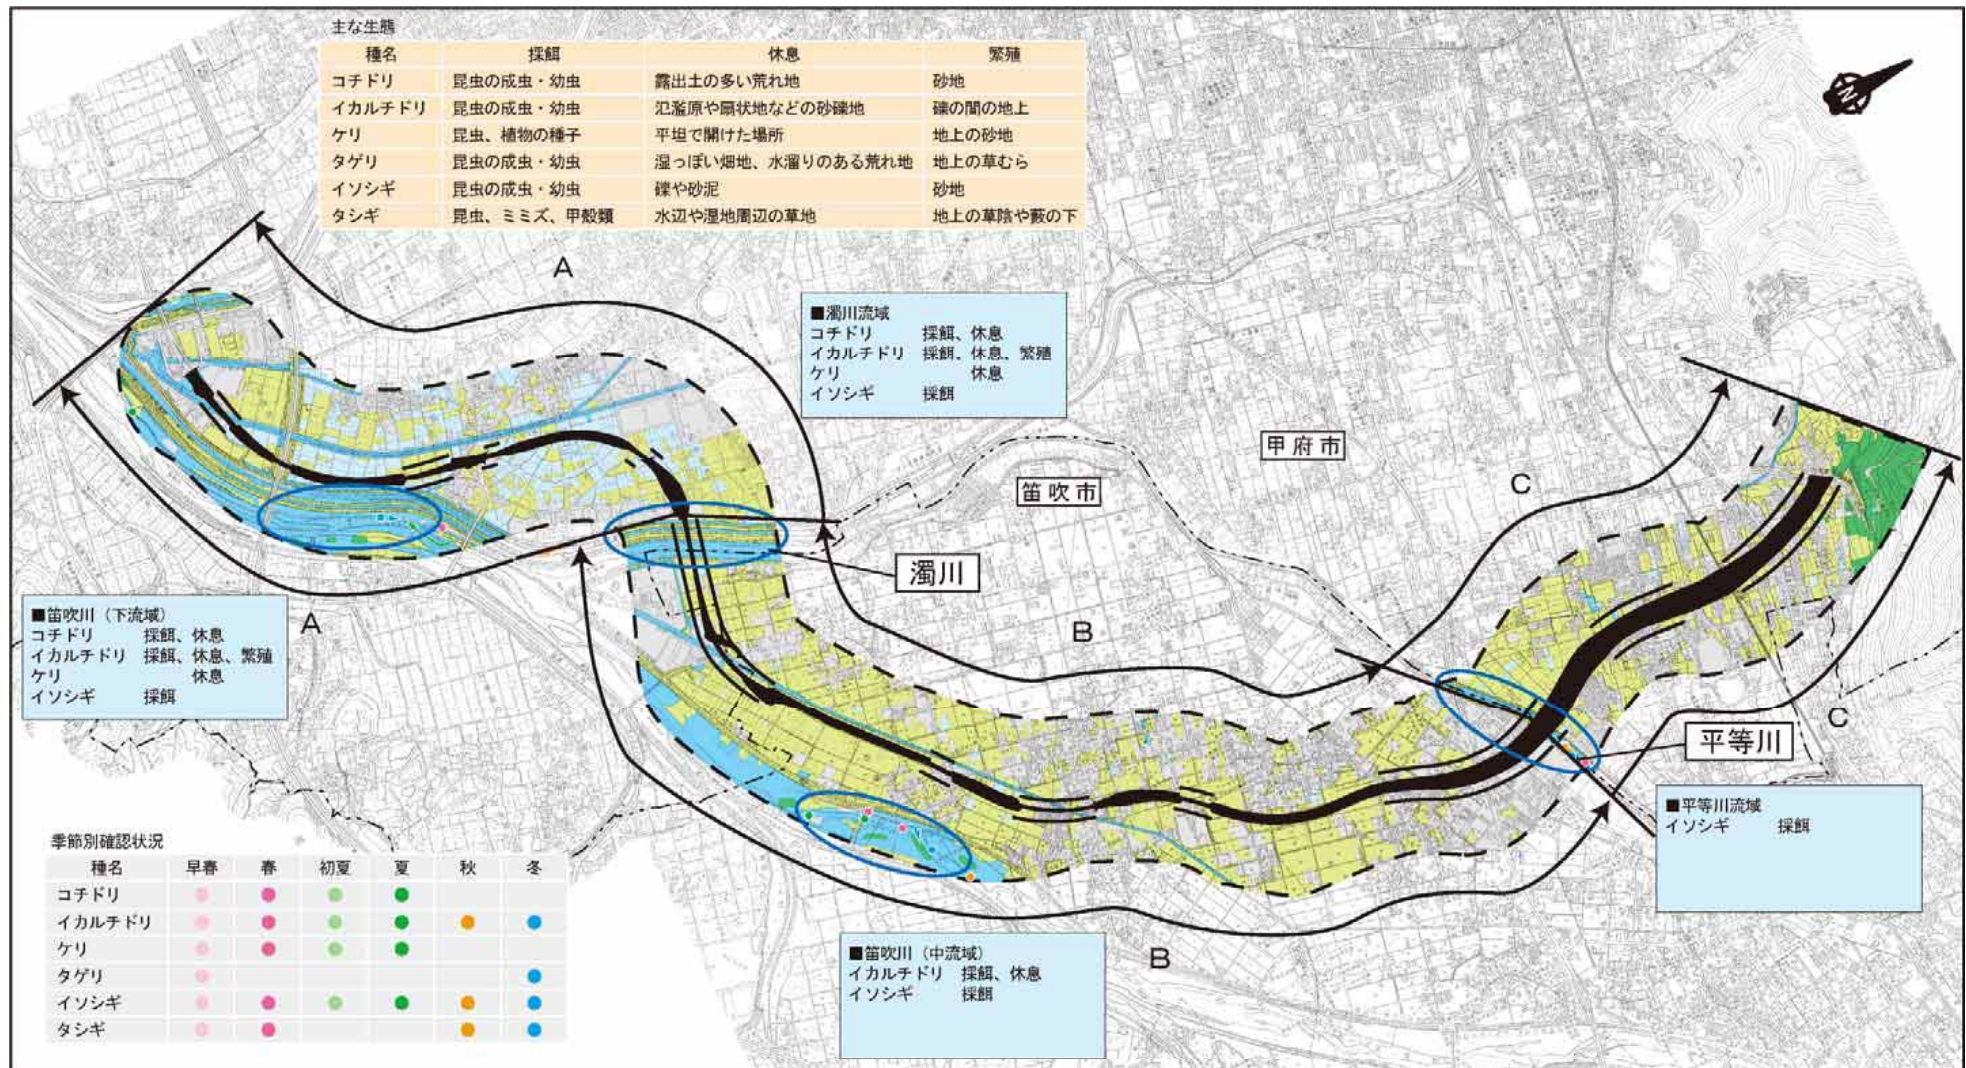 主な生態
種名 採餌 休息 繁殖
コチドリ 昆虫の成虫・幼虫 露出土の多い荒れ地 砂地
イカルチドリ 昆虫の成虫・幼虫 氾濫原や扇状地などの砂礫地 礫の間の地上
ケリ 昆虫、植物の種子 平坦で開けた場所 地上の砂地
タゲリ 昆虫の成虫・幼虫 湿っぽい畑地、水溜りのある荒れ地 地上の草むら
イソシギ 昆虫の成虫・幼虫 礫や砂泥 砂地
タシギ 昆虫、ミミズ、甲殻類 水辺や湿地周辺の草地 地上の草陰や藪の下
N
A
■濁川流域
コチドリ 採餌、休息
イカルチドリ 採餌、休息、繁殖
ケリ 休息
イソシギ 採餌
甲府市
笛吹市
C
濁川
■笛吹川（下流域）
コチドリ 採餌、休息
イカルチドリ 採餌、休息、繁殖
ケリ 休息
イソシギ 採餌
A
B
C
平等川
■平等川流域
イソシギ 採餌
季節別確認状況
種名 早春 春 初夏 夏 秋 冬
コチドリ
イカルチドリ
ケリ
タゲリ
イソシギ
タシギ
■笛吹川（中流域）
イカルチドリ 採餌、休息
イソシギ 採餌
B